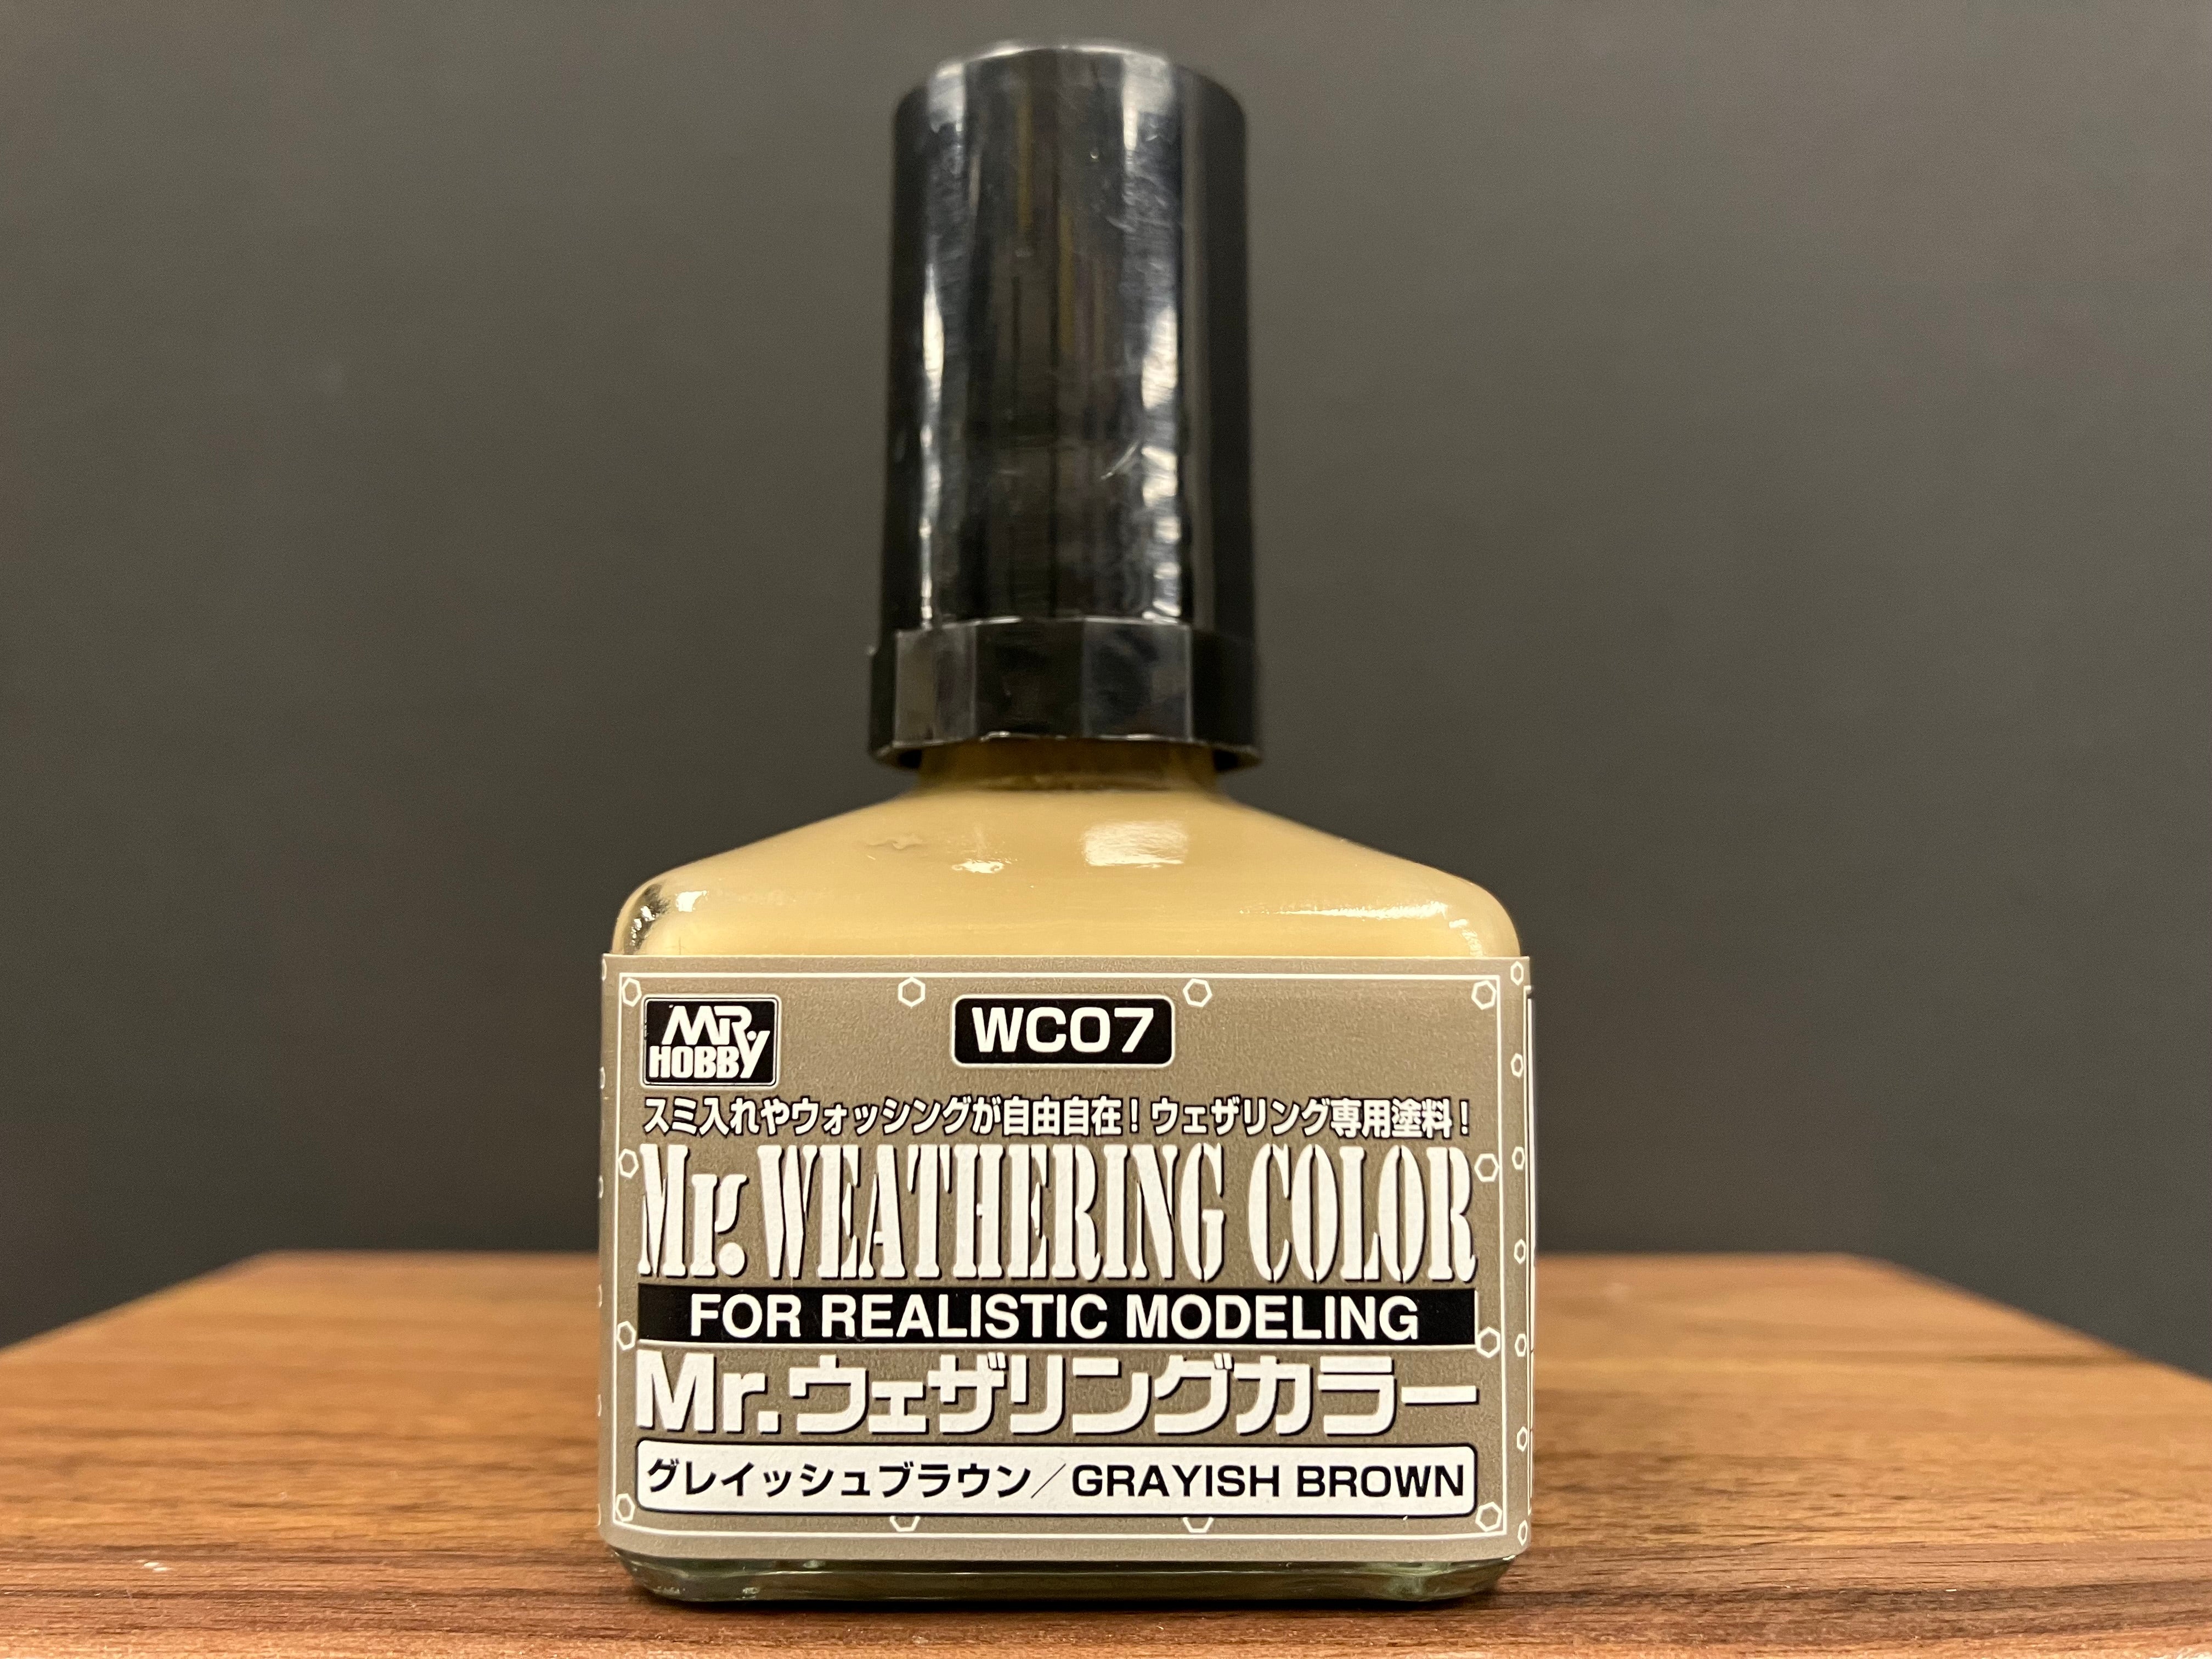 MR. HOBBY
WC07
スミ入れやウォッシングが自由自在!ウェザリング専用塗料!
Mr. WEATHERING COLOR
FOR REALISTIC MODELING
Mr.ウェザリングカラー
グレイッシュブラウン/GRAYISH BROWN